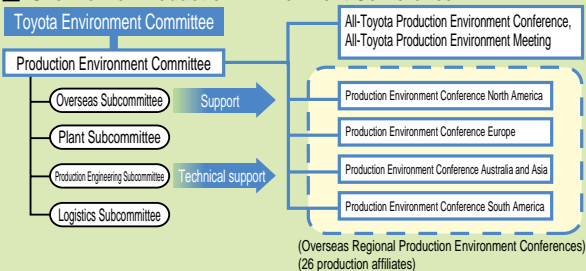 Toyota Environment Committee
Production Environment Committee
Overseas Subcommittee
Support
Plant Subcommittee
Production Engineering Subcommittee
Technical support
Logistics Subcommittee
All-Toyota Production Environment Conference,
All-Toyota Production Environment Meeting
Production Environment Conference North America
Production Environment Conference Europe
Production Environment Conference Australia and Asia
Production Environment Conference South America
(Overseas Regional Production Environment Conferences)
(26 production affiliates)